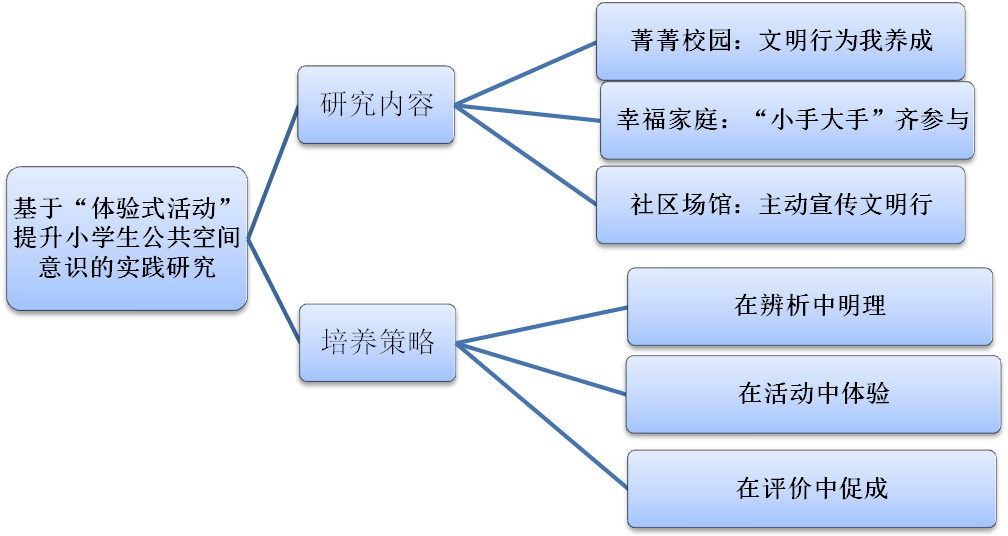 基于“体验式活动”
提升小学生公共空间
意识的实践研究
研究内容
菁菁校园：文明行为我养成
幸福家庭：“小手大手”齐参与
社区场馆：主动宣传文明行
培养策略
在辨析中明理
在活动中体验
在评价中促成